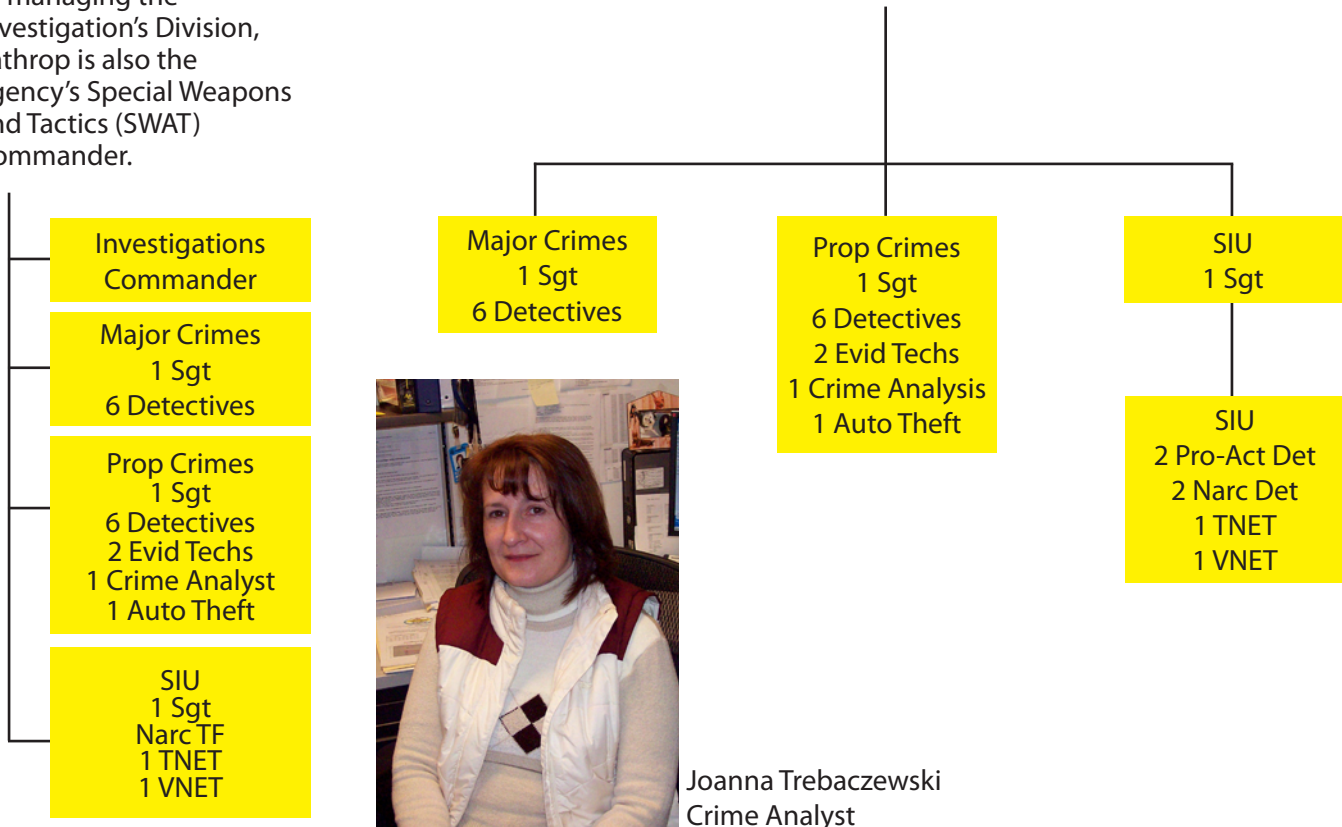 managing the
vestigation's Division,
throp is also the
gency's Special Weapons
nd Tactics (SWAT)
ommander.
Investigations
Commander
Major Crimes
1 Sgt
6 Detectives
Prop Crimes
1 Sgt
6 Detectives
2 Evid Techs
1 Crime Analyst
1 Auto Theft
SIU
1 Sgt
Narc TF
1 TNET
1 VNET
Major Crimes
1 Sgt
6 Detectives
Prop Crimes
1 Sgt
6 Detectives
2 Evid Techs
1 Crime Analysis
1 Auto Theft
SIU
1 Sgt
SIU
2 Pro-Act Det
2 Narc Det
1 TNET
1 VNET
Joanna Trebaczewski
Crime Analyst